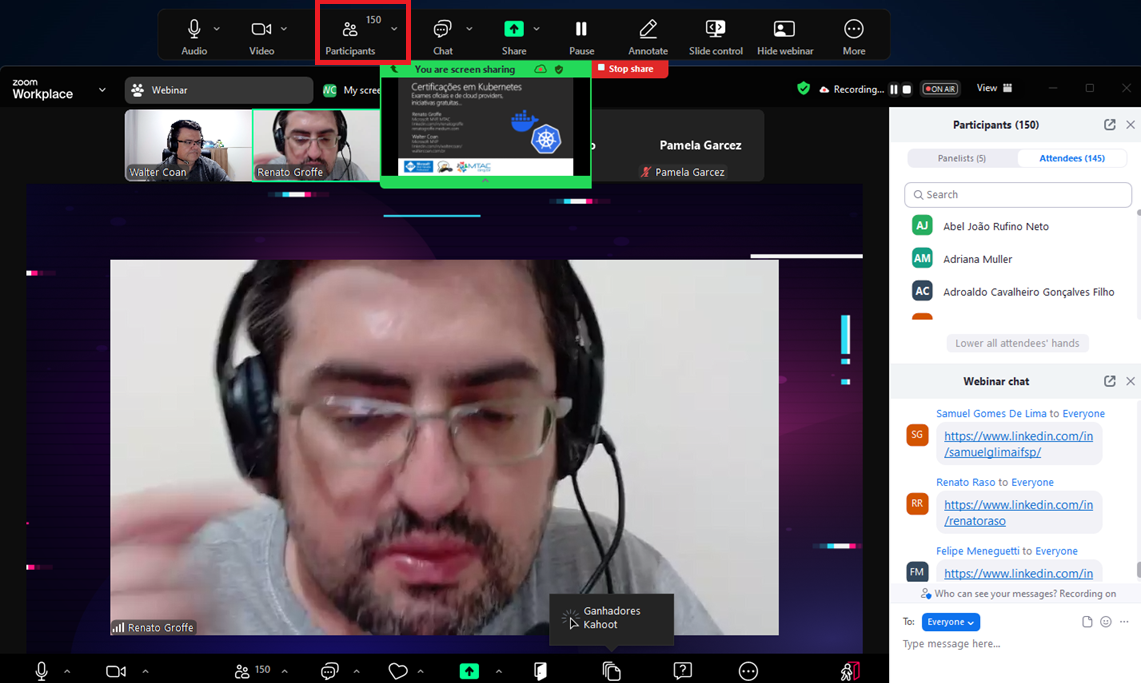 150
Audio
Video
Participants
Chat
Share
Pause
Annotate
Slide control
Hide webinar
More
You are screen sharing
Stop share
zoom
Workplace
Webinar
WC
My scree
Certificações em Kubernetes
Exames oficiais e de cloud providers,
iniciativas gratuitas...
Renato Groffe
Walter Coan
MTAC
Recording...
ON AIR
View
Walter Coan
Renato Groffe
Pamela Garcez
Pamela Garcez
Participants (150)
Panelists (5)
Attendees (145)
Search
AJ
Abel João Rufino Neto
AM
Adriana Muller
AC
Adroaldo Cavalheiro Gonçalves Filho
Lower all attendees' hands
Webinar chat
Samuel Gomes De Lima to Everyone
SG
https://www.linkedin.com/in
/samuelglimaifsp/
Renato Raso to Everyone
RR
https://www.linkedin.com/in
/renatoraso
Felipe Meneguetti to Everyone
FM
https://www.linkedin.com/in
Who can see your messages? Recording on
To:
Everyone
Type message here...
Renato Groffe
Ganhadores
Kahoot
150